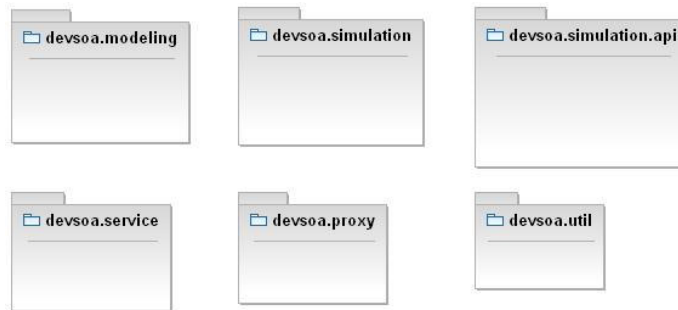 devsoa.modeling
devsoa.simulation
devsoa.simulation.api
devsoa.service
devsoa.proxy
devsoa.util